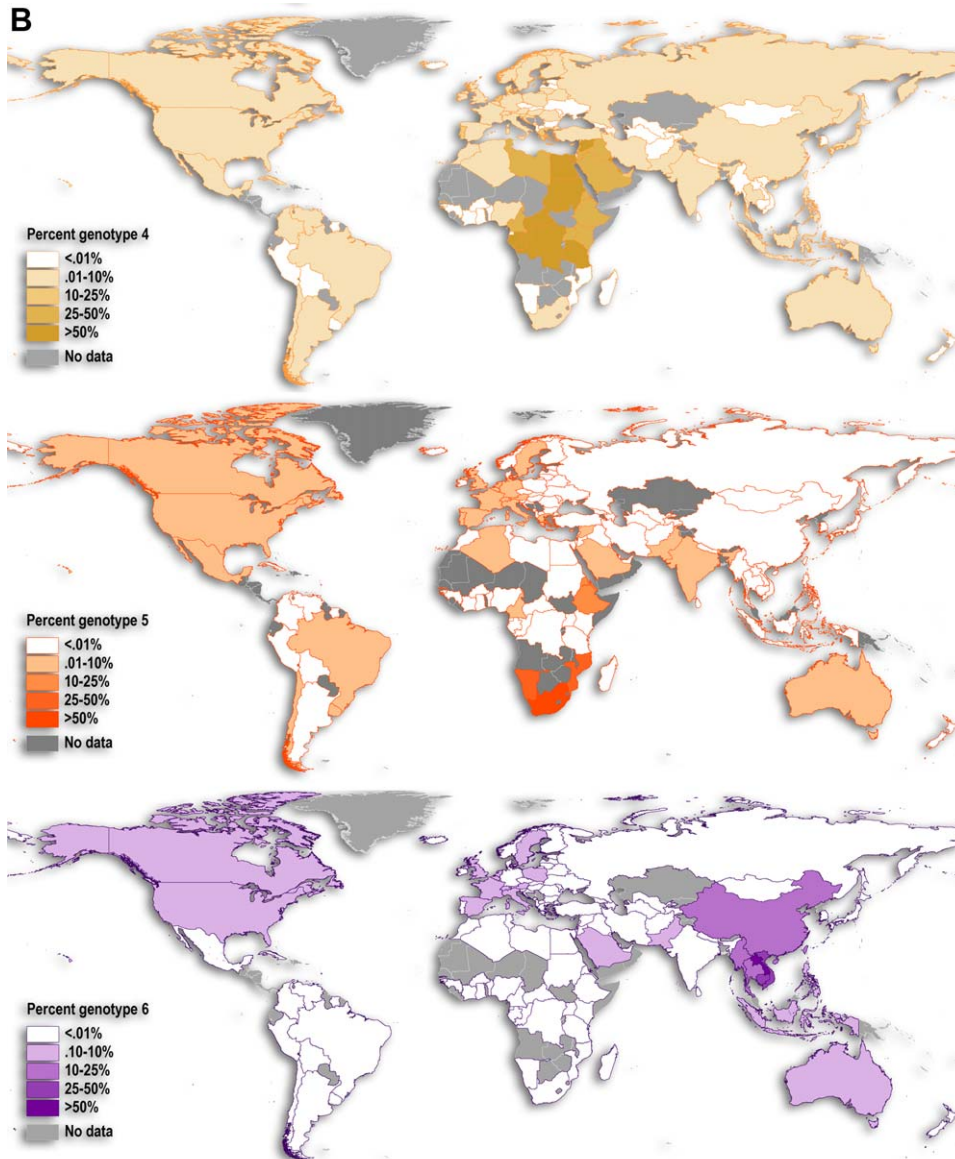 B
Percent genotype 4
<.01%
.01-10%
10-25%
25-50%
>50%
No data
Percent genotype 5
<.01%
.01-10%
10-25%
25-50%
>50%
No data
Percent genotype 6
<.01%
.10-10%
10-25%
25-50%
>50%
No data